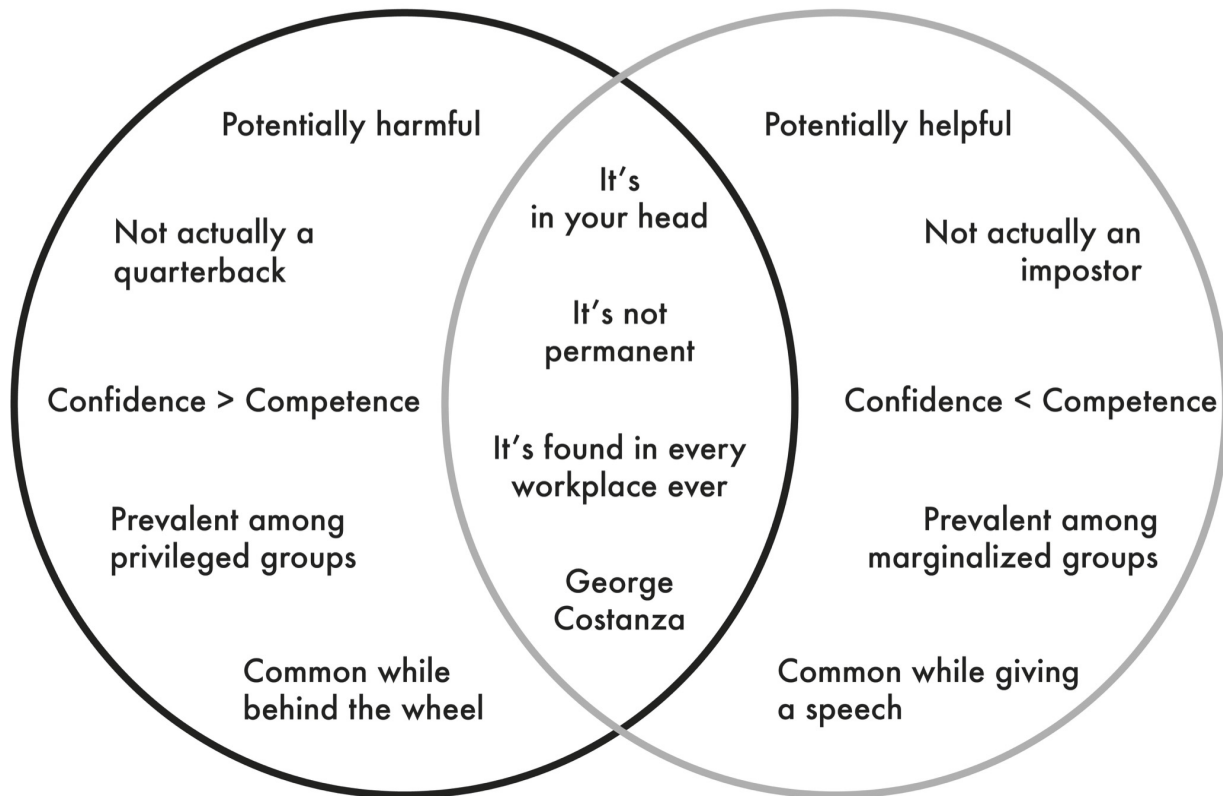 Potentially harmful
Not actually a
quarterback
Confidence > Competence
Prevalent among
privileged groups
Common while
behind the wheel
It’s
in your head
It’s not
permanent
It’s found in every
workplace ever
George
Costanza
Potentially helpful
Not actually an
impostor
Confidence < Competence
Prevalent among
marginalized groups
Common while giving
a speech